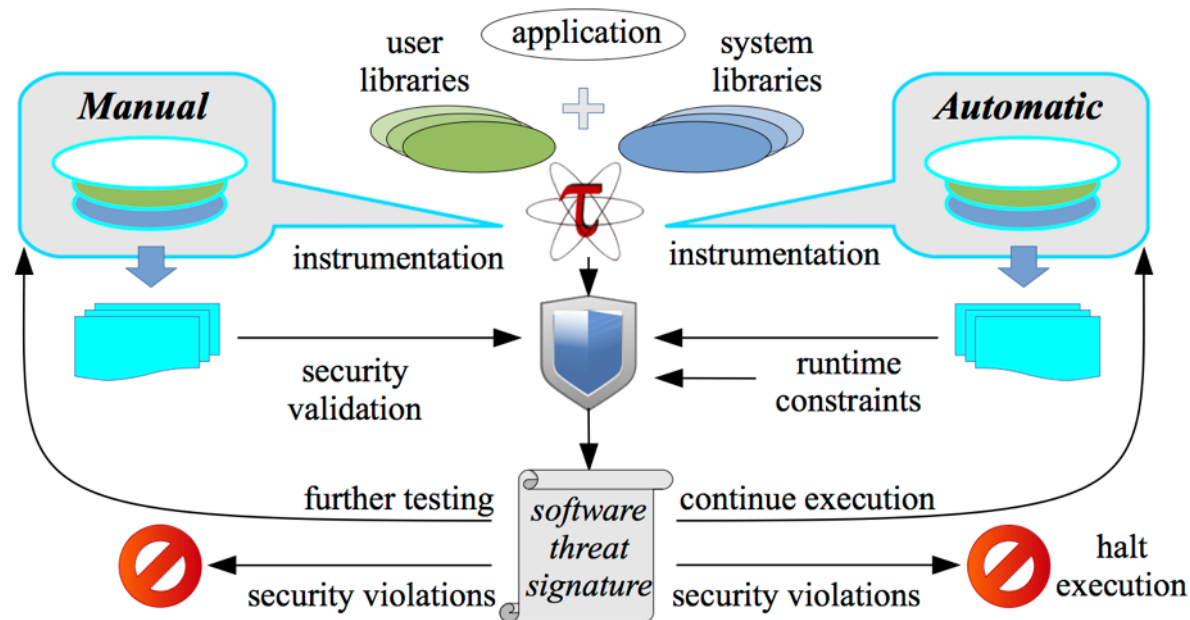 application
user
libraries
system
libraries
Manual
Automatic
τ
instrumentation
instrumentation
security
validation
runtime
constraints
further testing
continue execution
software
threat
signature
security violations
security violations
halt
execution